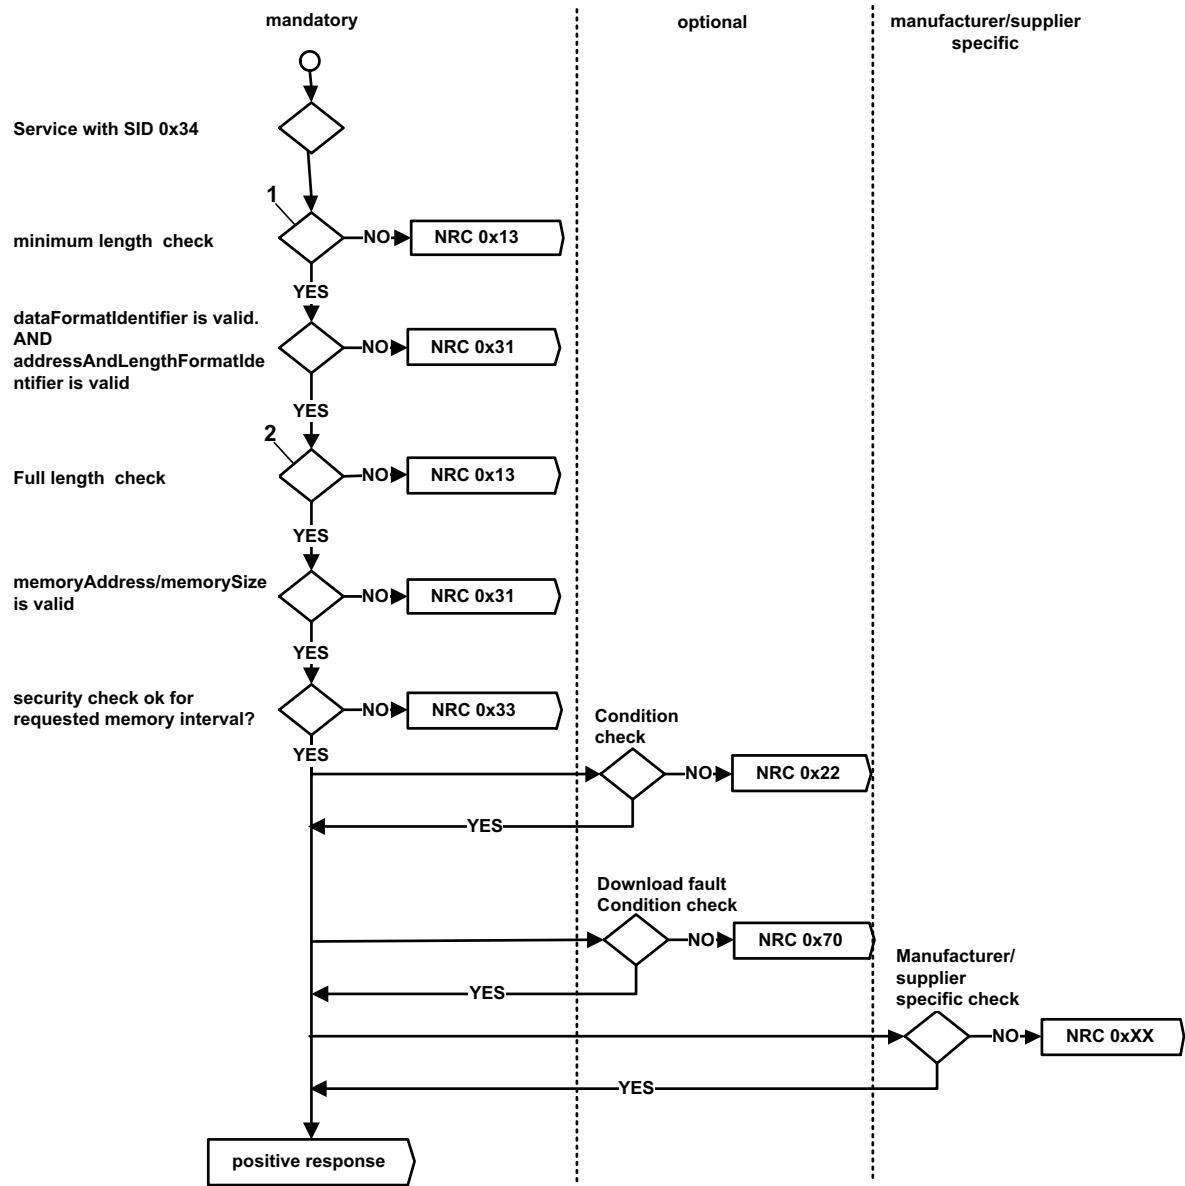 mandatory
optional
manufacturer/supplier
specific
Service with SID 0x34
1
minimum length check
NO
NRC 0x13
YES
dataFormatIdentifier is valid.
AND
addressAndLengthFormatIde
ntifier is valid
NO
NRC 0x31
YES
2
Full length check
NO
NRC 0x13
YES
memoryAddress/memorySize
is valid
NO
NRC 0x31
YES
security check ok for
requested memory interval?
NO
NRC 0x33
YES
Condition
check
NO
NRC 0x22
YES
Download fault
Condition check
NO
NRC 0x70
YES
Manufacturer/
supplier
specific check
NO
NRC 0xXX
YES
positive response